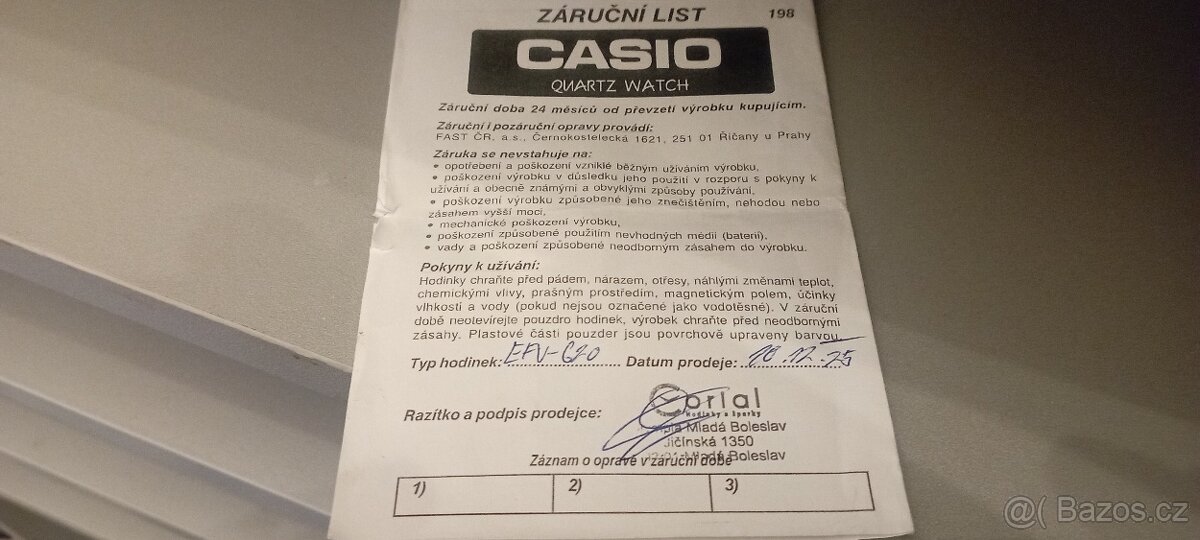 ZÁRUČNÍ LIST 198
CASIO
QUARTZ WATCH
Záruční doba 24 měsíců od převzetí výrobku kupujícím.
Záruční i pozáruční opravy provádí:
FAST ČR, a.s., Černokostelecká 1621, 251 01 Říčany u Prahy
Záruka se nevstahuje na:
• opotřebení a poškození vzniklé běžným užíváním výrobku,
• poškození výrobku v důsledku jeho použití v rozporu s pokyny k
užívání a obecně známými a obvyklými způsoby používání,
• poškození výrobku způsobené jeho znečištěním, nehodou nebo
zásahem vyšší moci,
• mechanické poškození výrobku,
• poškození způsobené použitím nevhodných médií (baterií),
• vady a poškození způsobené neodborným zásahem do výrobku.
Pokyny k užívání:
Hodinky chraňte před pádem, nárazem, otřesy, náhlými změnami teplot,
chemickými vlivy, prašným prostředím, magnetickým polem, účinky
vlhkosti a vody (pokud nejsou označené jako vodotěsné). V záruční
době neotevírejte pouzdro hodinek, výrobek chraňte před neodbornými
zásahy. Plastové části pouzder jsou povrchově upraveny barvou.
Typ hodinek: EFV-620 Datum prodeje: 10.12.25
Razítko a podpis prodejce:
Hodinky a šperky
Mladá Boleslav
Jičínská 1350
Mladá Boleslav
Záznam o opravě v záruční době
1) 2) 3)
@( Bazos.cz